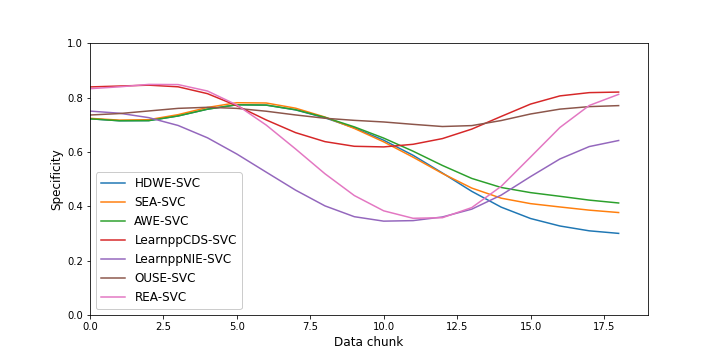 1.0
0.8
0.6
0.4
0.2
0.0
Specificity
HDWE-SVC
SEA-SVC
AWE-SVC
LearnppCDS-SVC
LearnppNIE-SVC
OUSE-SVC
REA-SVC
0.0 2.5 5.0 7.5 10.0 12.5 15.0 17.5
Data chunk